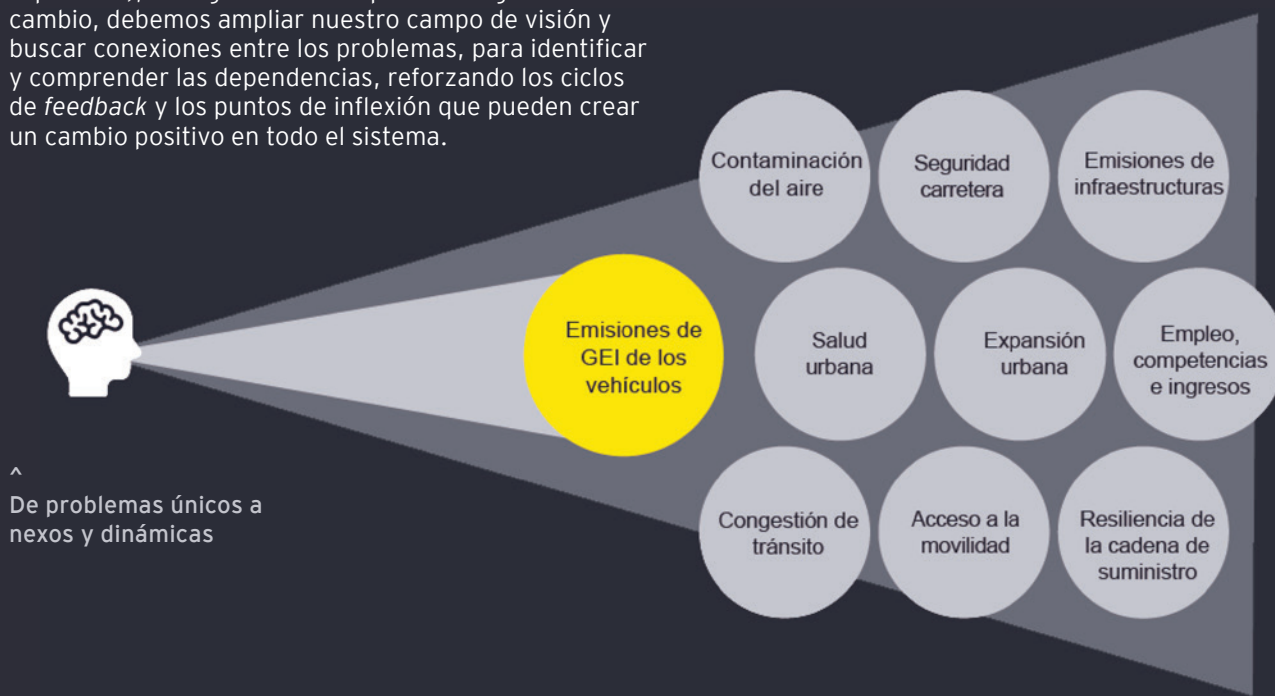 cambio, debemos ampliar nuestro campo de visión y
buscar conexiones entre los problemas, para identificar
y comprender las dependencias, reforzando los ciclos
de feedback y los puntos de inflexión que pueden crear
un cambio positivo en todo el sistema.
Contaminación
del aire
Seguridad
carretera
Emisiones de
infraestructuras
Emisiones de
GEI de los
vehículos
Salud
urbana
Expansión
urbana
Empleo,
competencias
e ingresos
^
De problemas únicos a
nexos y dinámicas
Congestión de
tránsito
Acceso a la
movilidad
Resiliencia de
la cadena de
suministro